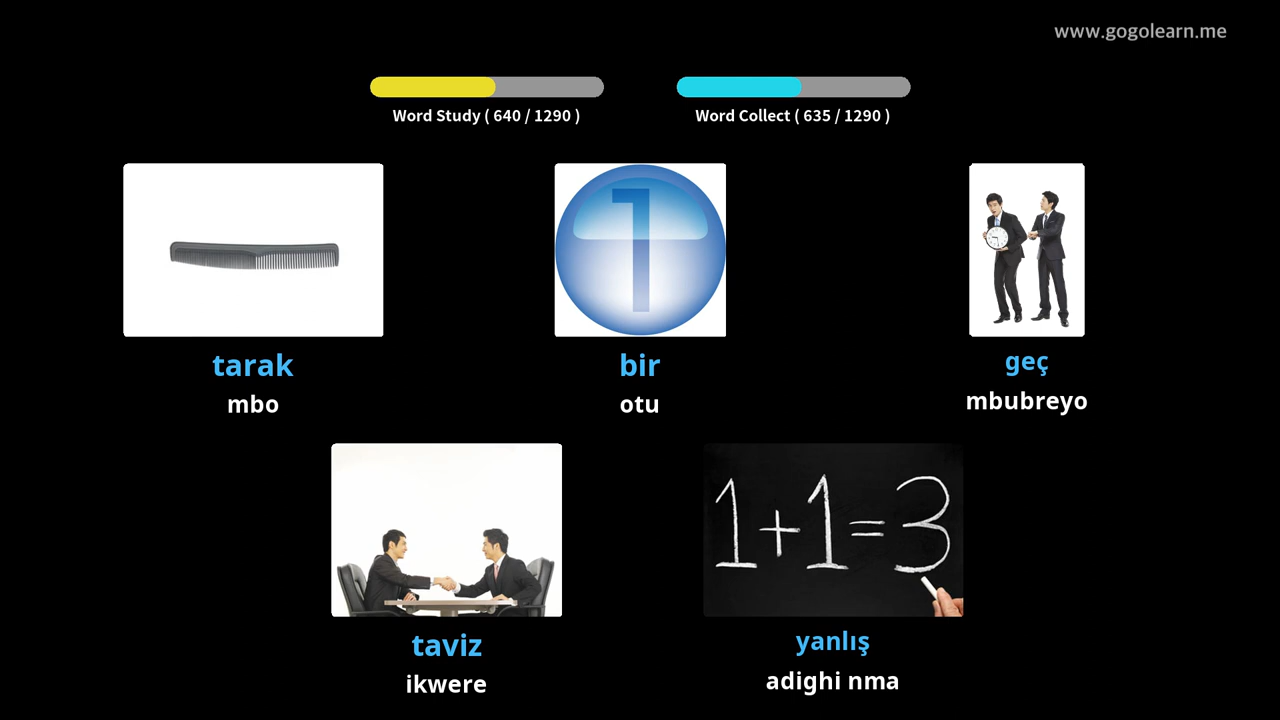 www.gogolearn.me
Word Study ( 640 / 1290 )
Word Collect ( 635 / 1290 )
1
tarak
mbo
bir
otu
geç
mbubreyo
1+1=3
taviz
ikwere
yanlış
adighi nma